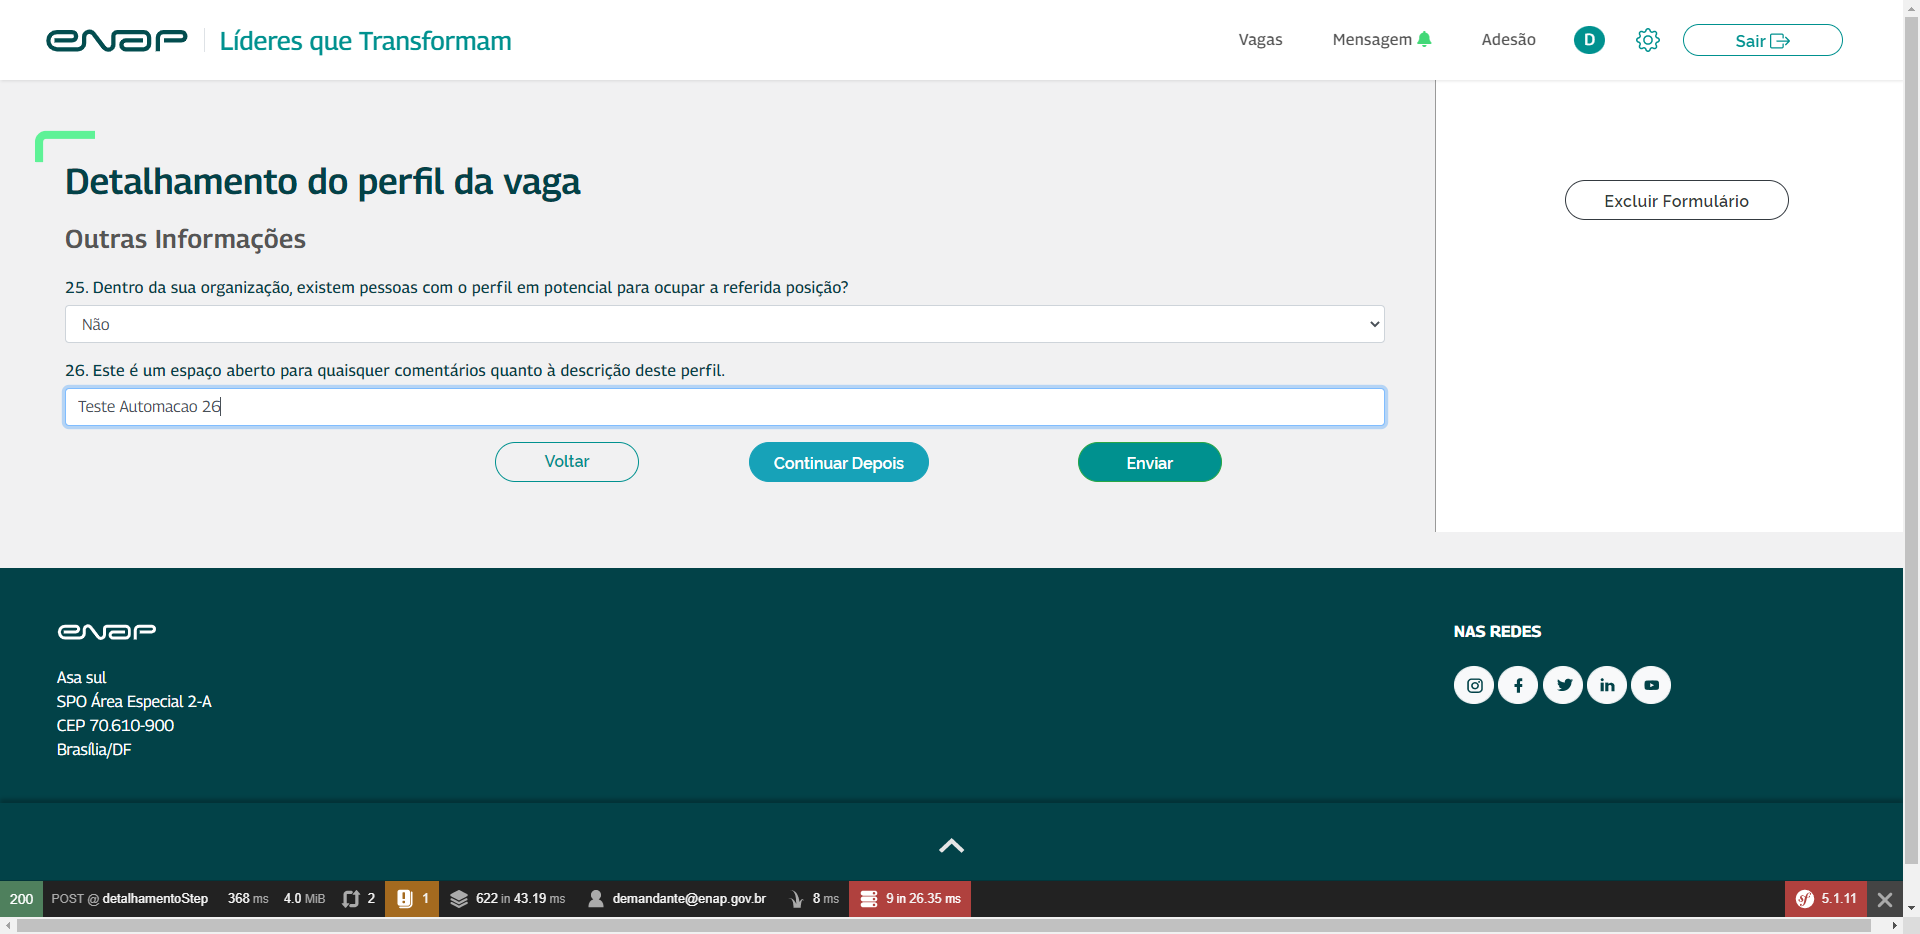 enap
Líderes que Transformam
Vagas
Mensagem
Adesão
D
Sair
Detalhamento do perfil da vaga
Excluir Formulário
Outras Informações
25. Dentro da sua organização, existem pessoas com o perfil em potencial para ocupar a referida posição?
Não
26. Este é um espaço aberto para quaisquer comentários quanto à descrição deste perfil.
Teste Automacao 26
Voltar
Continuar Depois
Enviar
enap
NAS REDES
Asa sul
SPO Área Especial 2-A
CEP 70.610-900
Brasília/DF
200 POST @ detalhamentoStep 368 ms 4.0 MiB 2 1 622 in 43.19 ms demandante@enap.gov.br 8 ms 9 in 26.35 ms sf 5.1.11